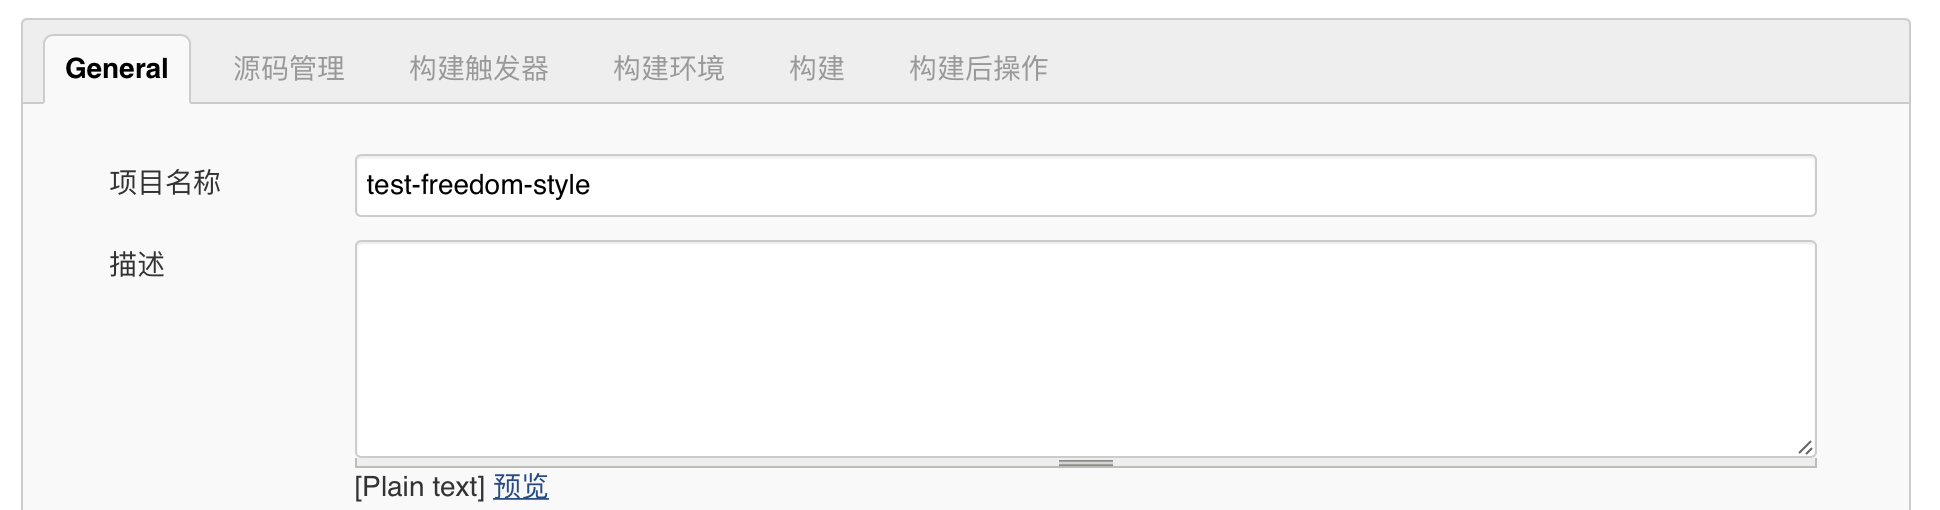 General 源码管理 构建触发器 构建环境 构建 构建后操作
项目名称 test-freedom-style
描述
[Plain text] 预览